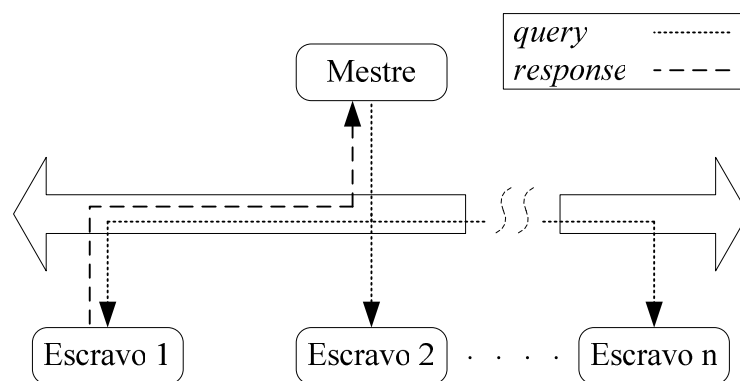 query
response
Mestre
Escravo 1
Escravo 2
. . . .
Escravo n